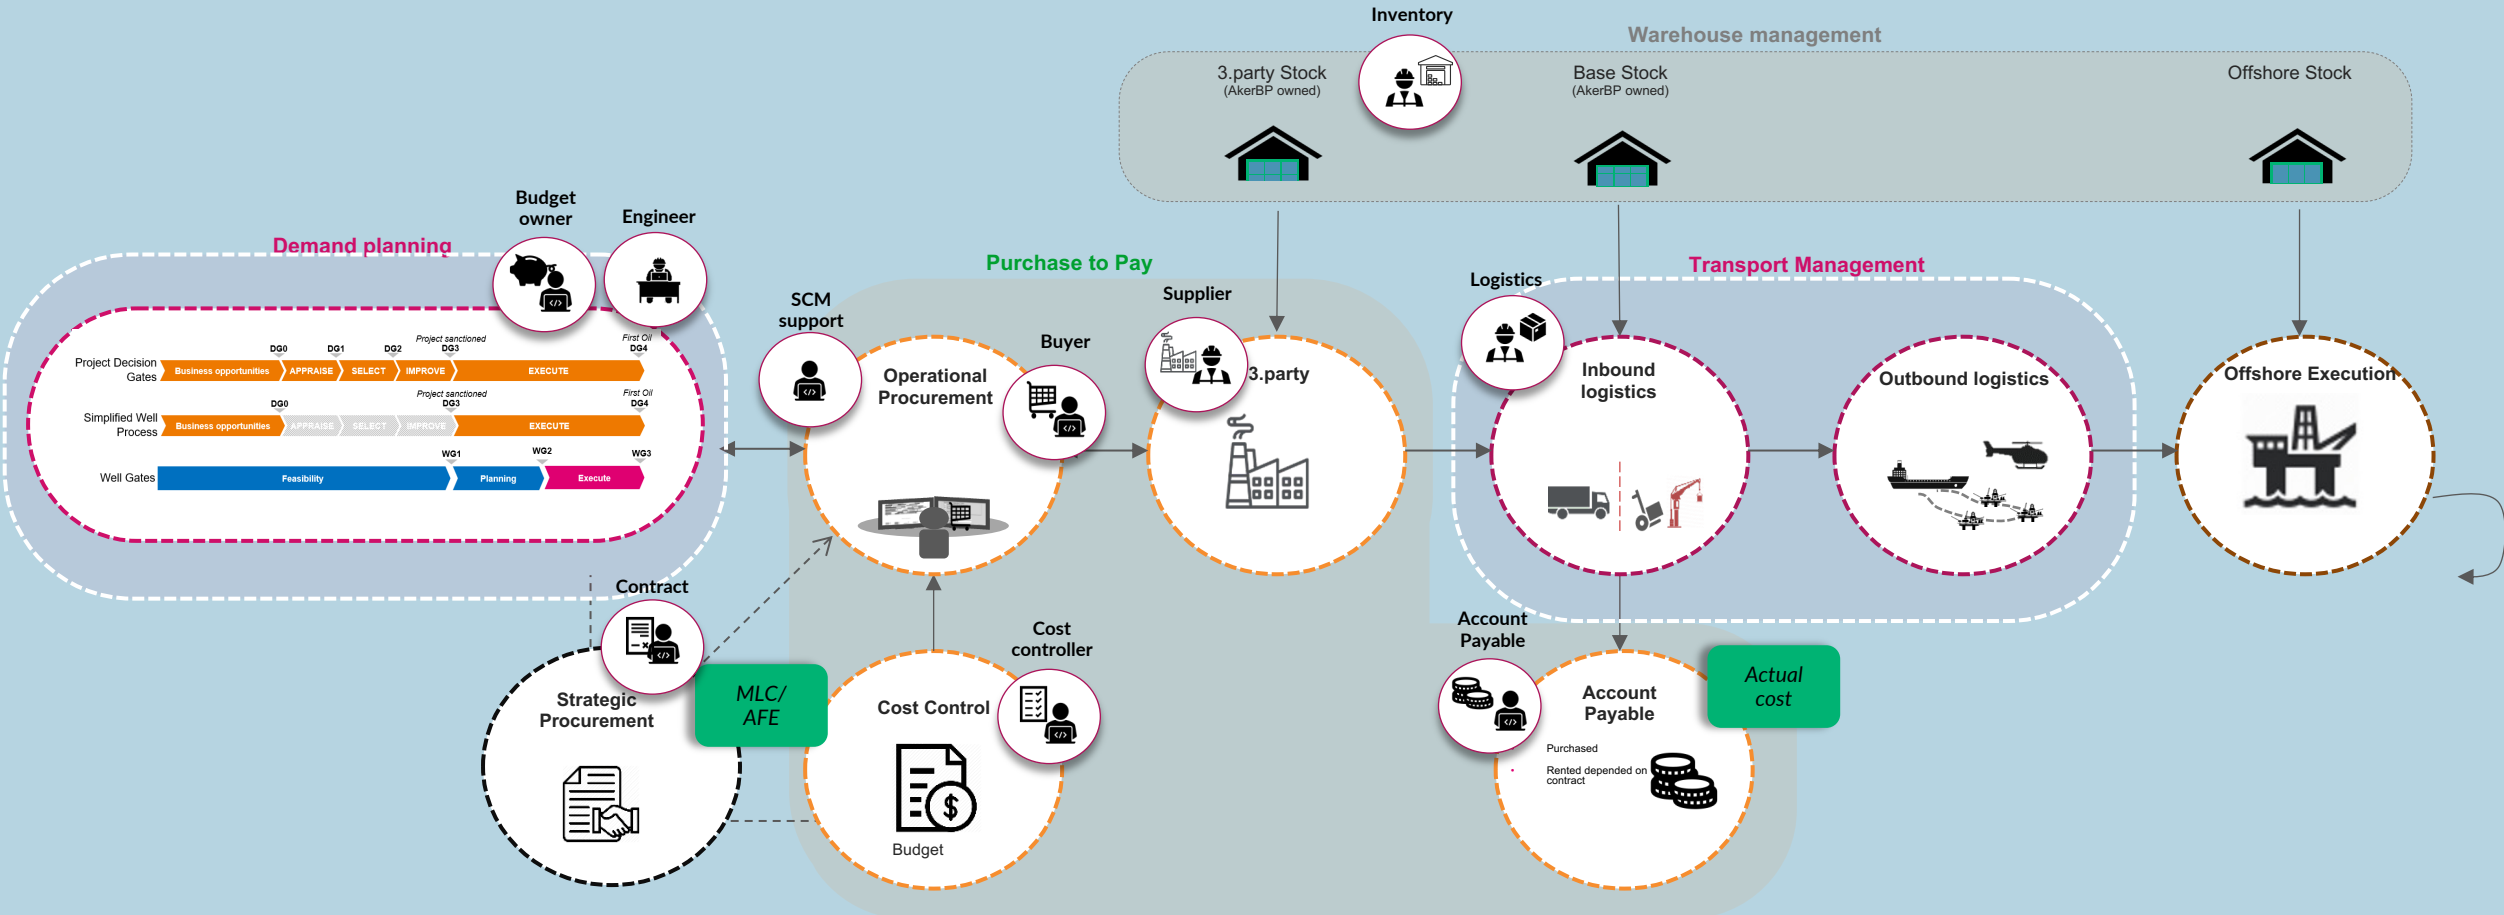 Inventory
Warehouse management
3.party Stock
(AkerBP owned)
Base Stock
(AkerBP owned)
Offshore Stock
Budget
owner
Engineer
Demand planning
Project sanctioned
First Oil
DG0
DG1
DG2
DG3
DG4
Project Decision
Gates
Business opportunities
APPRAISE
SELECT
IMPROVE
EXECUTE
Project sanctioned
First Oil
DG0
DG3
DG4
Simplified Well
Process
Business opportunities
APPRAISE
SELECT
IMPROVE
EXECUTE
WG1
WG2
WG3
Well Gates
Feasibility
Planning
Execute
Purchase to Pay
SCM
support
Operational
Procurement
Buyer
Supplier
3.party
Transport Management
Logistics
Inbound
logistics
Outbound logistics
Offshore Execution
Contract
Strategic
Procurement
MLC/
AFE
Cost
controller
Cost Control
Budget
Account
Payable
Account
Payable
Purchased
Rented depended on
contract
Actual
cost